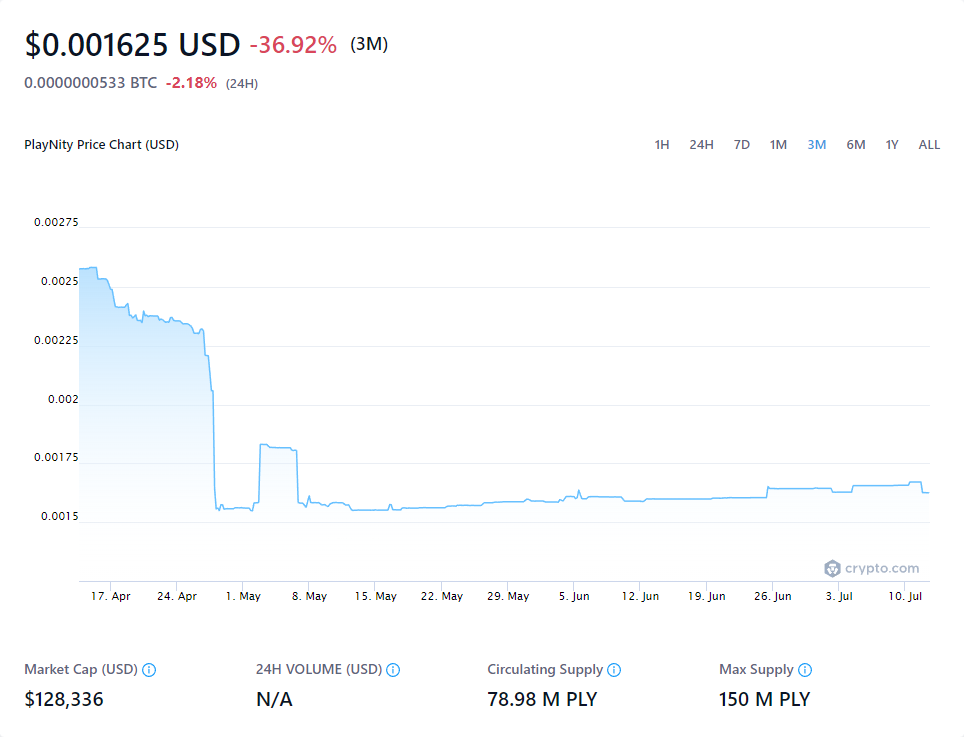 $0.001625 USD -36.92% (3M)
0.0000000533 BTC -2.18% (24H)
PlayNity Price Chart (USD) 1H 24H 7D 1M 3M 6M 1Y ALL
0.00275
0.0025
0.00225
0.002
0.00175
0.0015
crypto.com
17. Apr 24. Apr 1. May 8. May 15. May 22. May 29. May 5. Jun 12. Jun 19. Jun 26. Jun 3. Jul 10. Jul
Market Cap (USD) 24H VOLUME (USD) Circulating Supply Max Supply
$128,336 N/A 78.98 M PLY 150 M PLY